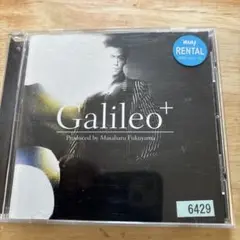 RENTAL
Galileo+
Produced by Masaharu Fukuyama
6429